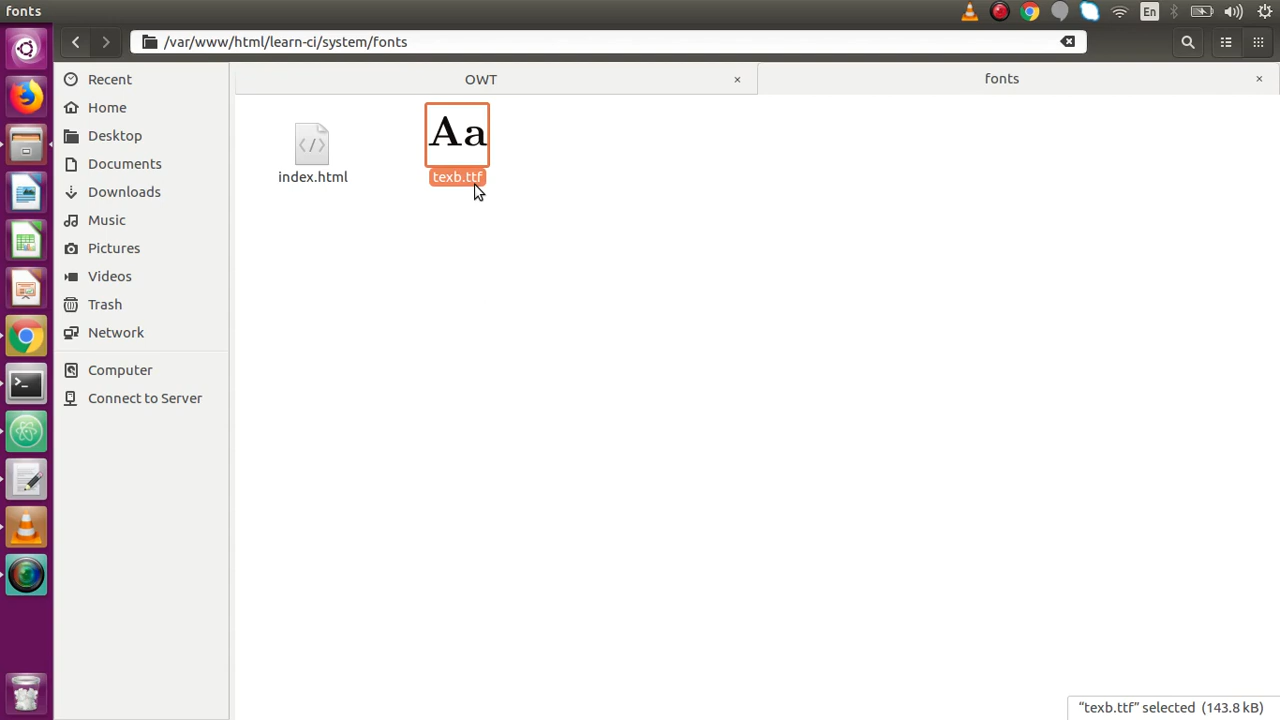 fonts
En
/var/www/html/learn-ci/system/fonts
OWT
fonts
Recent
Home
Desktop
Documents
Downloads
Music
Pictures
Videos
Trash
Network
Computer
Connect to Server
</>
index.html
Aa
texb.ttf
>_
"texb.ttf" selected (143.8 kB)